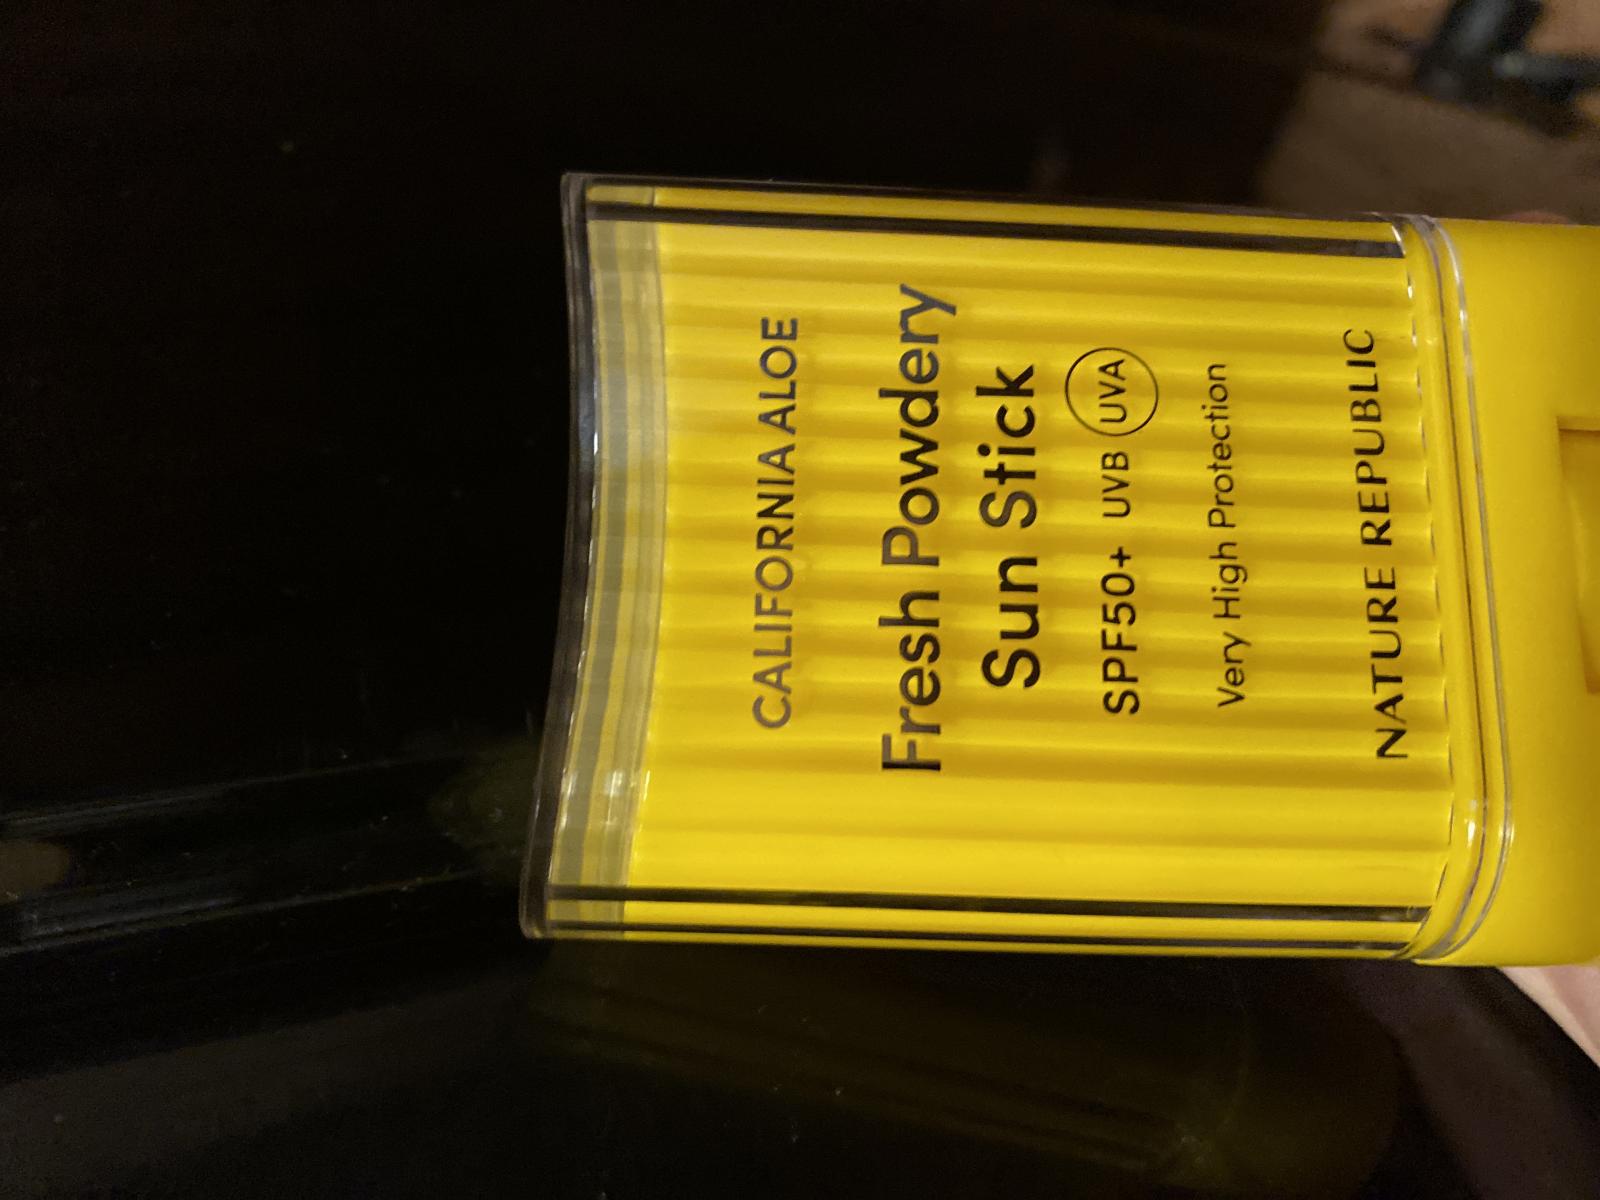 CALIFORNIA ALOE
Fresh Powdery
Sun Stick
SPF50+ UVB UVA
Very High Protection
NATURE REPUBLIC